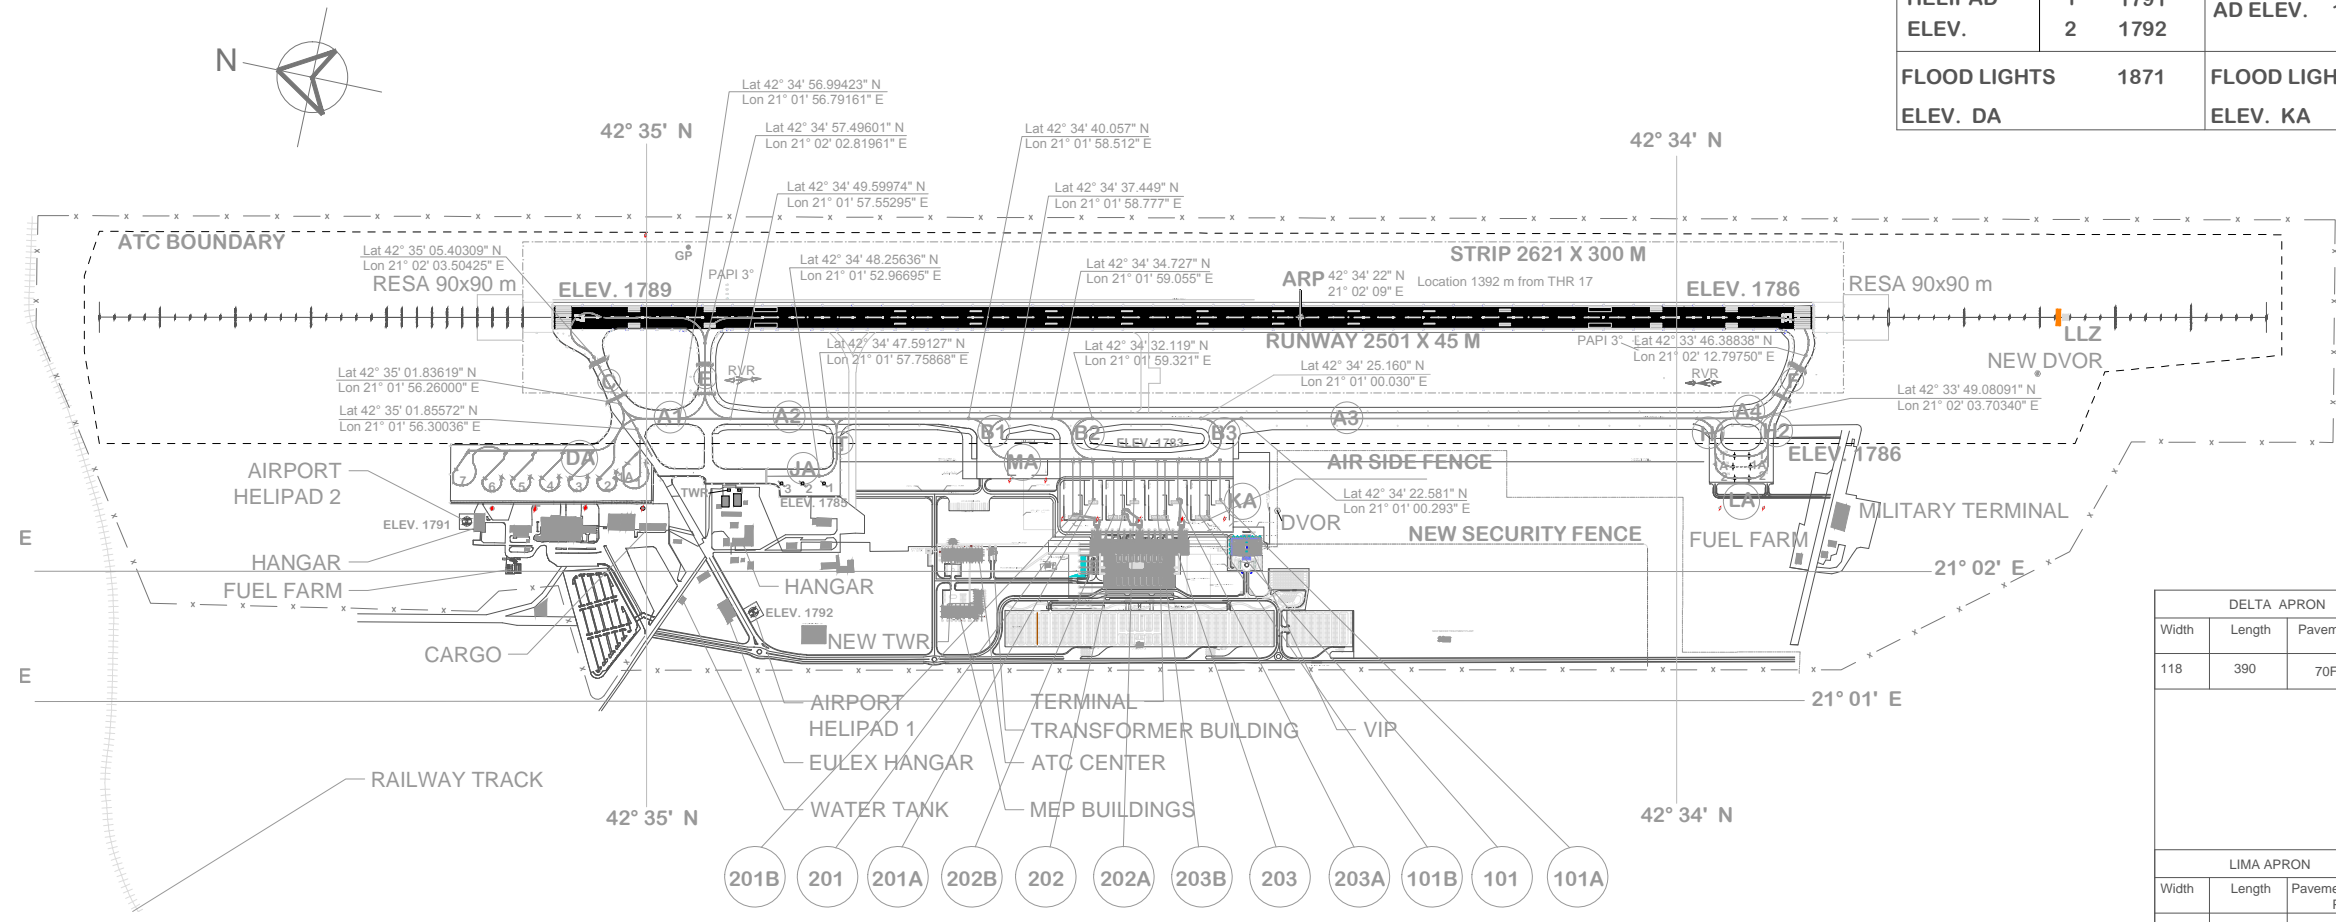 HELIPAD 1 1791
ELEV. 2 1792
AD ELEV.
FLOOD LIGHTS 1871
ELEV. DA
FLOOD LIGH
ELEV. KA
N
42° 35' N
42° 34' N
Lat 42° 34' 56.99423" N
Lon 21° 01' 56.79161" E
Lat 42° 34' 57.49601" N
Lon 21° 02' 02.81961" E
Lat 42° 34' 40.057" N
Lon 21° 01' 58.512" E
Lat 42° 34' 49.59974" N
Lon 21° 01' 57.55295" E
Lat 42° 34' 37.449" N
Lon 21° 01' 58.777" E
ATC BOUNDARY
Lat 42° 35' 05.40309" N
Lon 21° 02' 03.50425" E
RESA 90x90 m
GP
PAPI 3°
Lat 42° 34' 48.25636" N
Lon 21° 01' 52.96695" E
Lat 42° 34' 34.727" N
Lon 21° 01' 59.055" E
STRIP 2621 X 300 M
ARP
42° 34' 22" N
21° 02' 09" E
Location 1392 m from THR 17
ELEV. 1789
ELEV. 1786
RESA 90x90 m
LLZ
NEW DVOR
RUNWAY 2501 X 45 M
Lat 42° 34' 47.59127" N
Lon 21° 01' 57.75868" E
Lat 42° 34' 32.119" N
Lon 21° 01' 59.321" E
PAPI 3°
Lat 42° 33' 46.38838" N
Lon 21° 02' 12.79750" E
Lat 42° 35' 01.83619" N
Lon 21° 01' 56.26000" E
Lat 42° 34' 25.160" N
Lon 21° 01' 00.030" E
RVR
RVR
C
E
F
Lat 42° 33' 49.08091" N
Lon 21° 02' 03.70340" E
Lat 42° 35' 01.85572" N
Lon 21° 01' 56.30036" E
A1
A2
A3
A4
T
B1
B2
ELEV. 1783
B3
H2
DA
JA
MA
KA
LA
AIR SIDE FENCE
ELEV. 1786
7 6 5 4 3 2
3 2 1
AIRPORT
HELIPAD 2
TWR
ELEV. 1785
Lat 42° 34' 22.581" N
Lon 21° 01' 00.293" E
DVOR
ELEV. 1791
NEW SECURITY FENCE
MILITARY TERMINAL
FUEL FARM
E
HANGAR
FUEL FARM
HANGAR
21° 02' E
ELEV. 1792
NEW TWR
CARGO
E
AIRPORT
HELIPAD 1
TERMINAL
TRANSFORMER BUILDING
VIP
21° 01' E
EULEX HANGAR
ATC CENTER
RAILWAY TRACK
WATER TANK
MEP BUILDINGS
42° 35' N
42° 34' N
201B 201 201A 202B 202 202A 203B 203 203A 101B 101 101A
DELTA APRON
Width Length Pavem
118 390 70F
LIMA APRON
Width Length Paveme